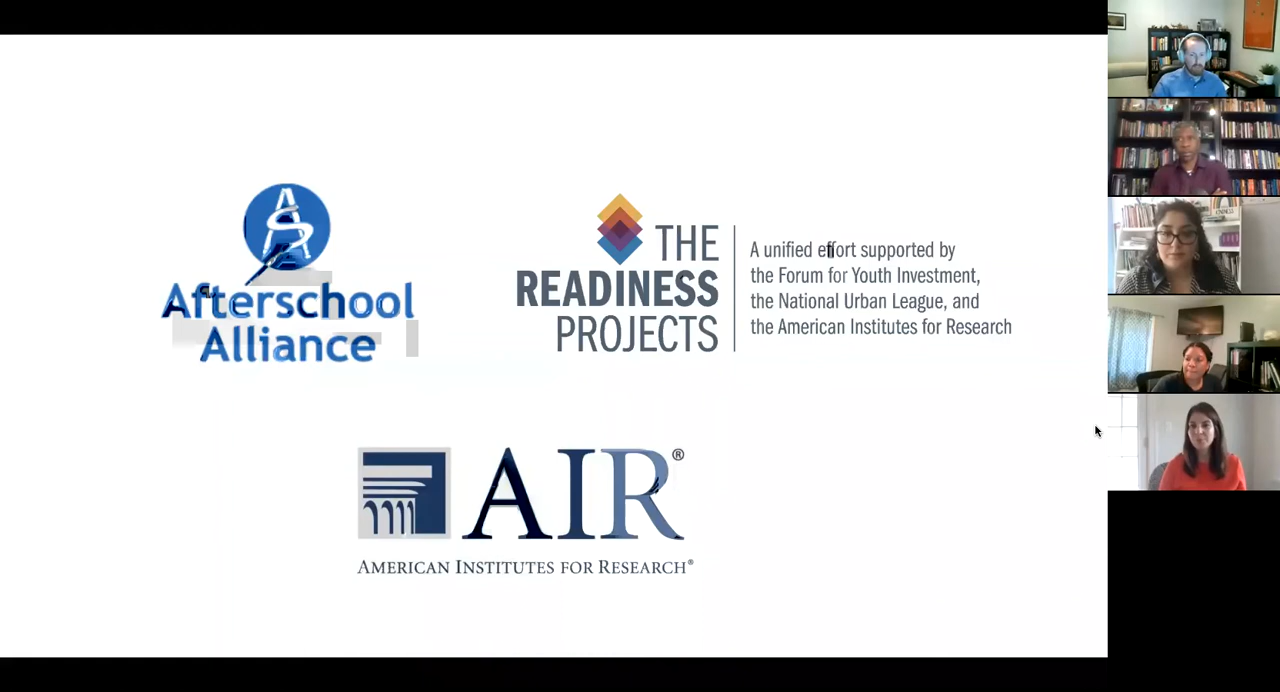 AS
Afterschool
Alliance
THE
READINESS
PROJECTS
A unified effort supported by
the Forum for Youth Investment,
the National Urban League, and
the American Institutes for Research
AIR®
AMERICAN INSTITUTES FOR RESEARCH®